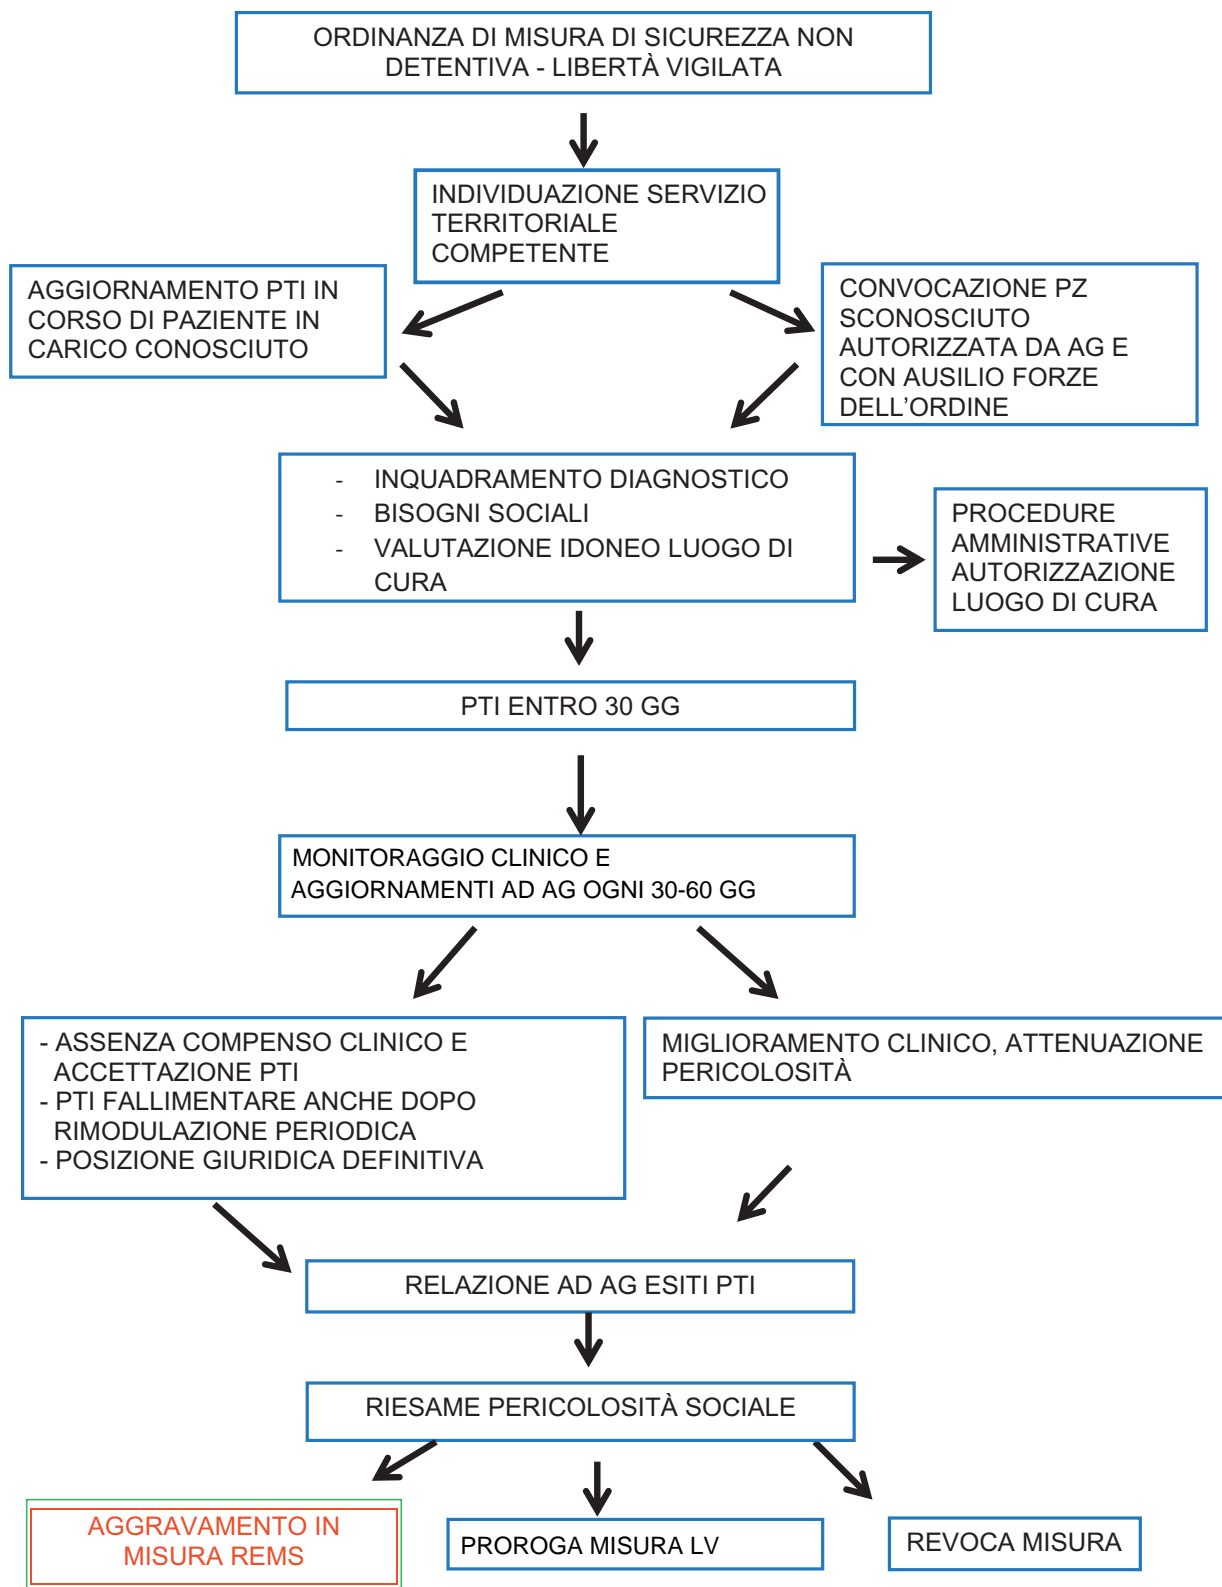 ORDINANZA DI MISURA DI SICUREZZA NON
DETENTIVA - LIBERTÀ VIGILATA
INDIVIDUAZIONE SERVIZIO
TERRITORIALE
COMPETENTE
AGGIORNAMENTO PTI IN
CORSO DI PAZIENTE IN
CARICO CONOSCIUTO
CONVOCAZIONE PZ
SCONOSCIUTO
AUTORIZZATA DA AG E
CON AUSILIO FORZE
DELL’ORDINE
- INQUADRAMENTO DIAGNOSTICO
- BISOGNI SOCIALI
- VALUTAZIONE IDONEO LUOGO DI
CURA
PROCEDURE
AMMINISTRATIVE
AUTORIZZAZIONE
LUOGO DI CURA
PTI ENTRO 30 GG
MONITORAGGIO CLINICO E
AGGIORNAMENTI AD AG OGNI 30-60 GG
- ASSENZA COMPENSO CLINICO E
ACCETTAZIONE PTI
- PTI FALLIMENTARE ANCHE DOPO
RIMODULAZIONE PERIODICA
- POSIZIONE GIURIDICA DEFINITIVA
MIGLIORAMENTO CLINICO, ATTENUAZIONE
PERICOLOSITÀ
RELAZIONE AD AG ESITI PTI
RIESAME PERICOLOSITÀ SOCIALE
AGGRAVAMENTO IN
MISURA REMS
PROROGA MISURA LV
REVOCA MISURA